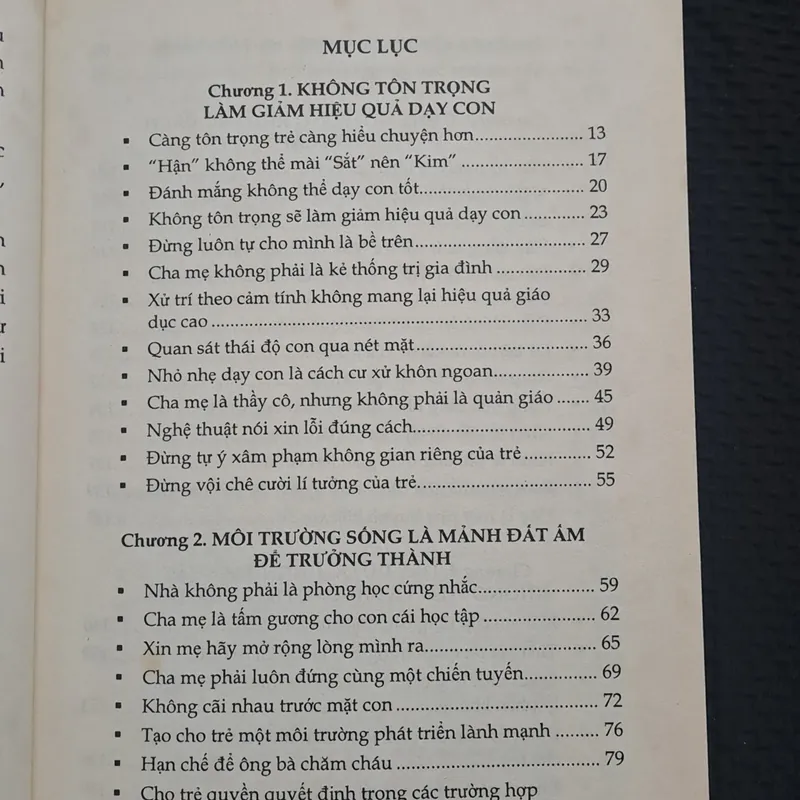 MỤC LỤC
Chương 1. KHÔNG TÔN TRỌNG
LÀM GIẢM HIỆU QUẢ DẠY CON
▪ Càng tôn trọng trẻ càng hiểu chuyện hơn....................... 13
▪ “Hận” không thể mài “Sắt” nên “Kim” .......................... 17
▪ Đánh mắng không thể dạy con tốt................................... 20
▪ Không tôn trọng sẽ làm giảm hiệu quả dạy con ............. 23
▪ Đừng luôn tự cho mình là bề trên.................................... 27
▪ Cha mẹ không phải là kẻ thống trị gia đình ................... 29
▪ Xử trí theo cảm tính không mang lại hiệu quả giáo
dục cao ................................................................................ 33
▪ Quan sát thái độ con qua nét mặt..................................... 36
▪ Nhỏ nhẹ dạy con là cách cư xử khôn ngoan.................... 39
▪ Cha mẹ là thầy cô, nhưng không phải là quản giáo ....... 45
▪ Nghệ thuật nói xin lỗi đúng cách...................................... 49
▪ Đừng tự ý xâm phạm không gian riêng của trẻ .............. 52
▪ Đừng vội chê cười lí tưởng của trẻ................................... 55
Chương 2. MÔI TRƯỜNG SỐNG LÀ MẢNH ĐẤT ẤM
ĐỂ TRƯỞNG THÀNH
▪ Nhà không phải là phòng học cứng nhắc........................ 59
▪ Cha mẹ là tấm gương cho con cái học tập ....................... 62
▪ Xin mẹ hãy mở rộng lòng mình ra.................................... 65
▪ Cha mẹ phải luôn đứng cùng một chiến tuyến............... 69
▪ Không cãi nhau trước mặt con .......................................... 72
▪ Tạo cho trẻ một môi trường phát triển lành mạnh ......... 76
▪ Hạn chế để ông bà chăm cháu .......................................... 79
▪ Cho trẻ quyền quyết định trong các trường hợp